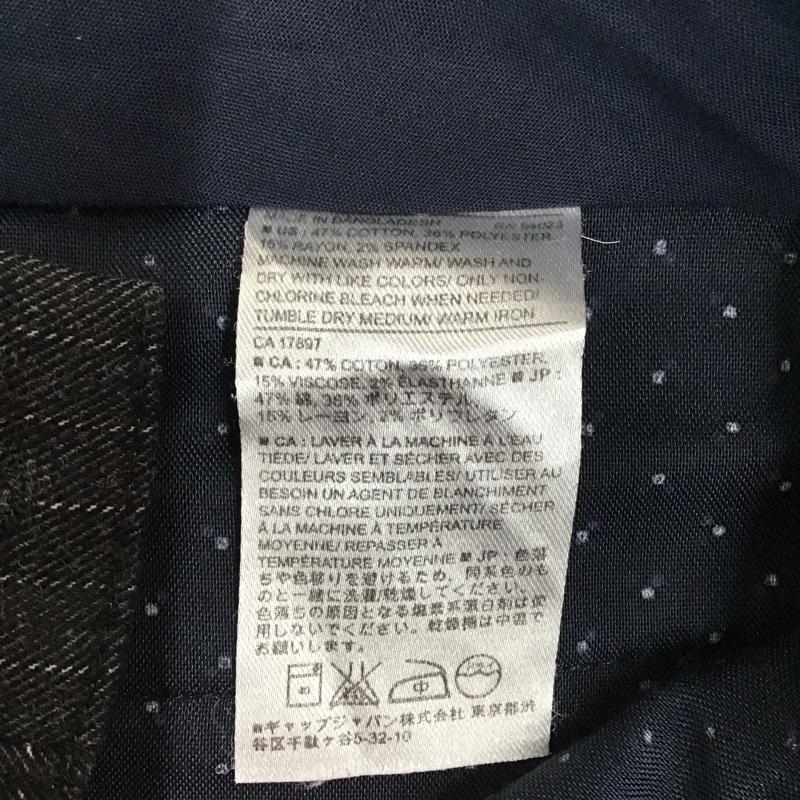 MADE IN BANGLADESH RN 54023
■ US : 47% COTTON, 36% POLYESTER,
15% RAYON, 2% SPANDEX
MACHINE WASH WARM/ WASH AND
DRY WITH LIKE COLORS/ ONLY NON-
CHLORINE BLEACH WHEN NEEDED/
TUMBLE DRY MEDIUM/ WARM IRON
CA 17897
■ CA : 47% COTTON, 36% POLYESTER,
15% VISCOSE, 2% ÉLASTHANNE ■ JP :
47% 綿, 36% ポリエステル,
15% レーヨン, 2% ポリウレタン
■ CA : LAVER À LA MACHINE À L'EAU
TIÈDE/ LAVER ET SÉCHER AVEC DES
COULEURS SEMBLABLES/ UTILISER AU
BESOIN UN AGENT DE BLANCHIMENT
SANS CHLORE UNIQUEMENT/ SÉCHER
À LA MACHINE À TEMPÉRATURE
MOYENNE/ REPASSER À
TEMPÉRATURE MOYENNE ■ JP : 色落
ちや色移りを避けるため、同系色のも
のと一緒に洗濯/乾燥してください。
色落ちの原因となる塩素系漂白剤は使
用しないでください。乾燥機は中温で
お願いします。
40 中
■ギャップジャパン株式会社 東京都渋
谷区千駄ヶ谷5-32-10